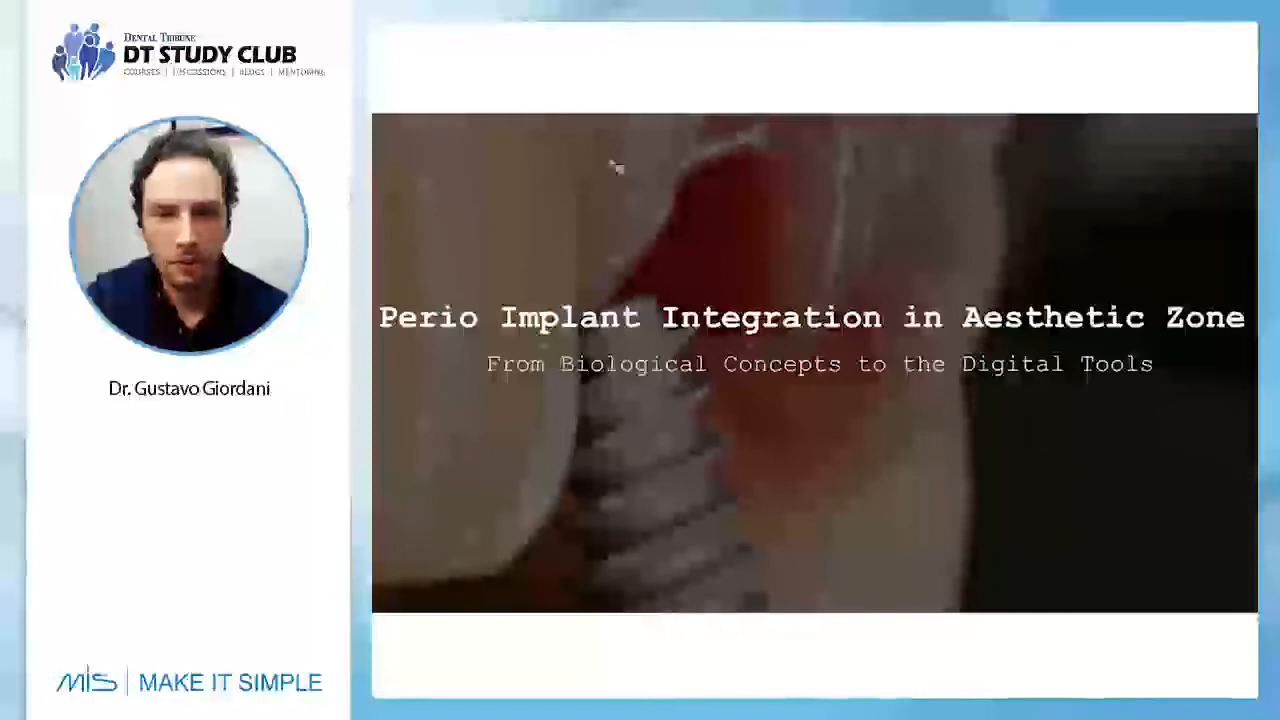 DENTAL TRIBUNE
DT STUDY CLUB
COURSES | DISCUSSIONS | BLOGS | MENTORING
Dr. Gustavo Giordani
Perio Implant Integration in Aesthetic Zone
From Biological Concepts to the Digital Tools
mis | MAKE IT SIMPLE